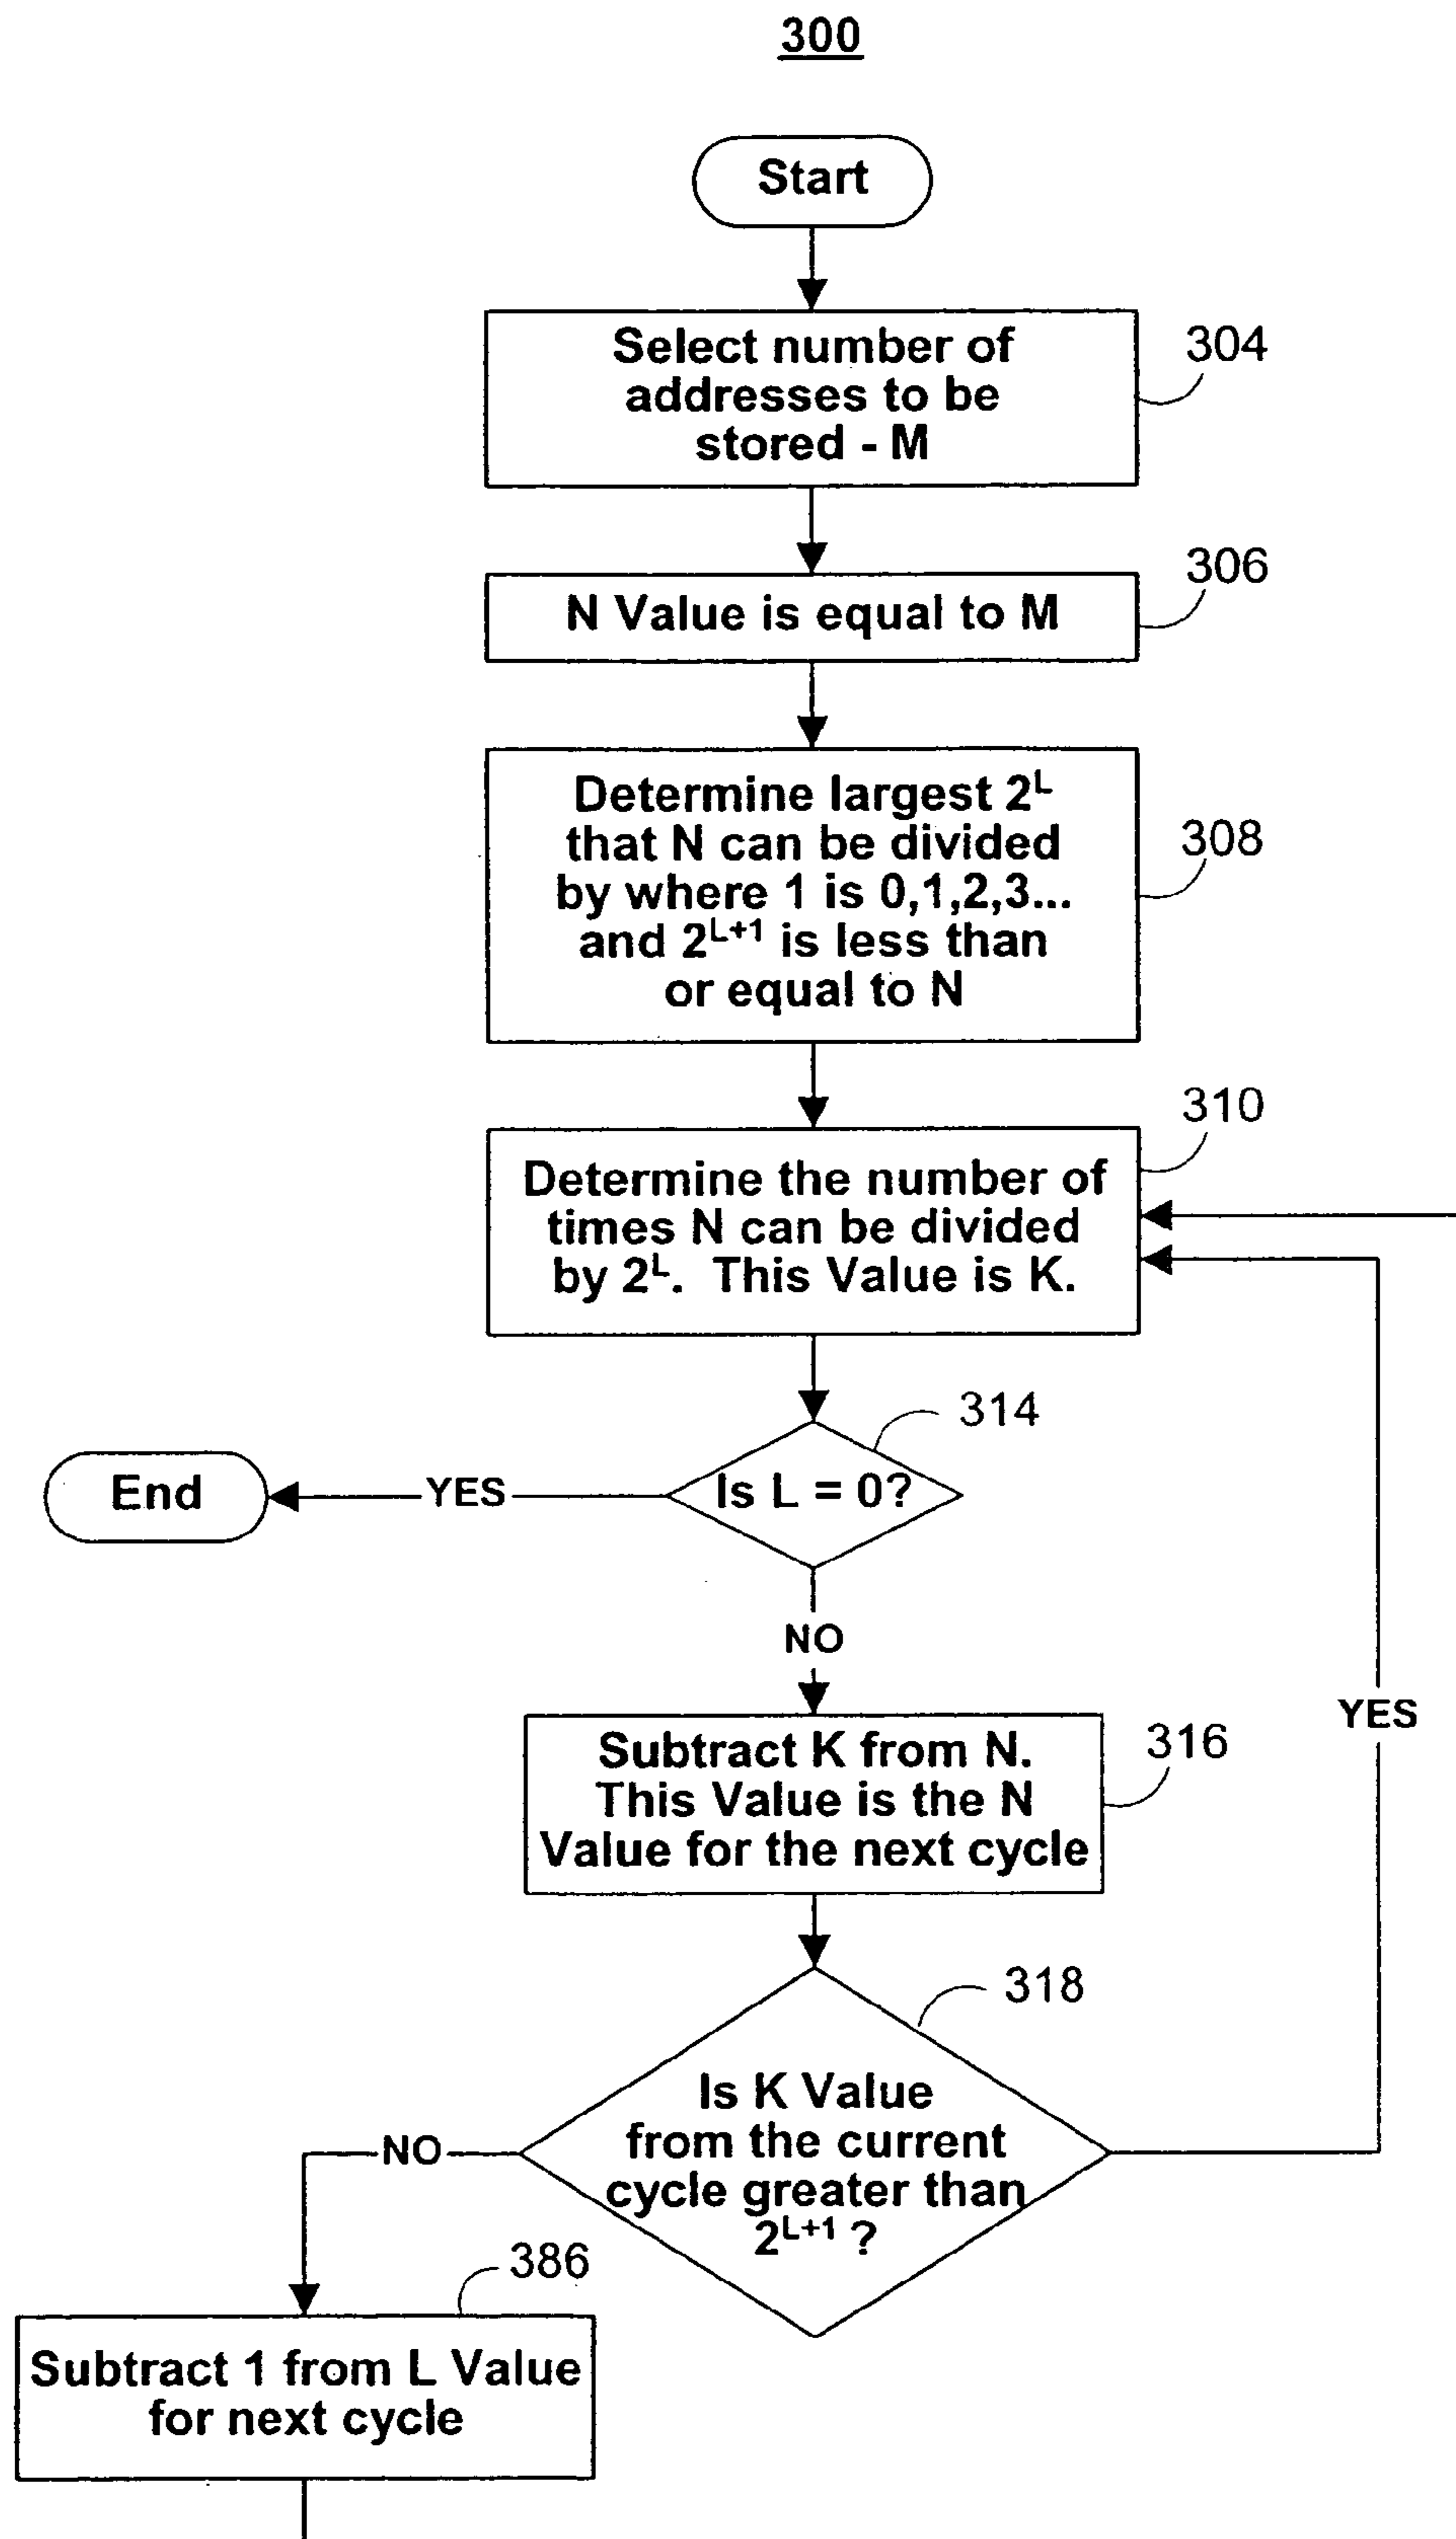 300
Start
Select number of
addresses to be
stored - M
304
N Value is equal to M
306
Determine largest 2^L
that N can be divided
by where 1 is 0,1,2,3...
and 2^L+1 is less than
or equal to N
308
310
Determine the number of
times N can be divided
by 2^L. This Value is K.
314
Is L = 0?
YES
End
NO
Subtract K from N.
This Value is the N
Value for the next cycle
316
YES
318
Is K Value
from the current
cycle greater than
2^L+1 ?
NO
386
Subtract 1 from L Value
for next cycle